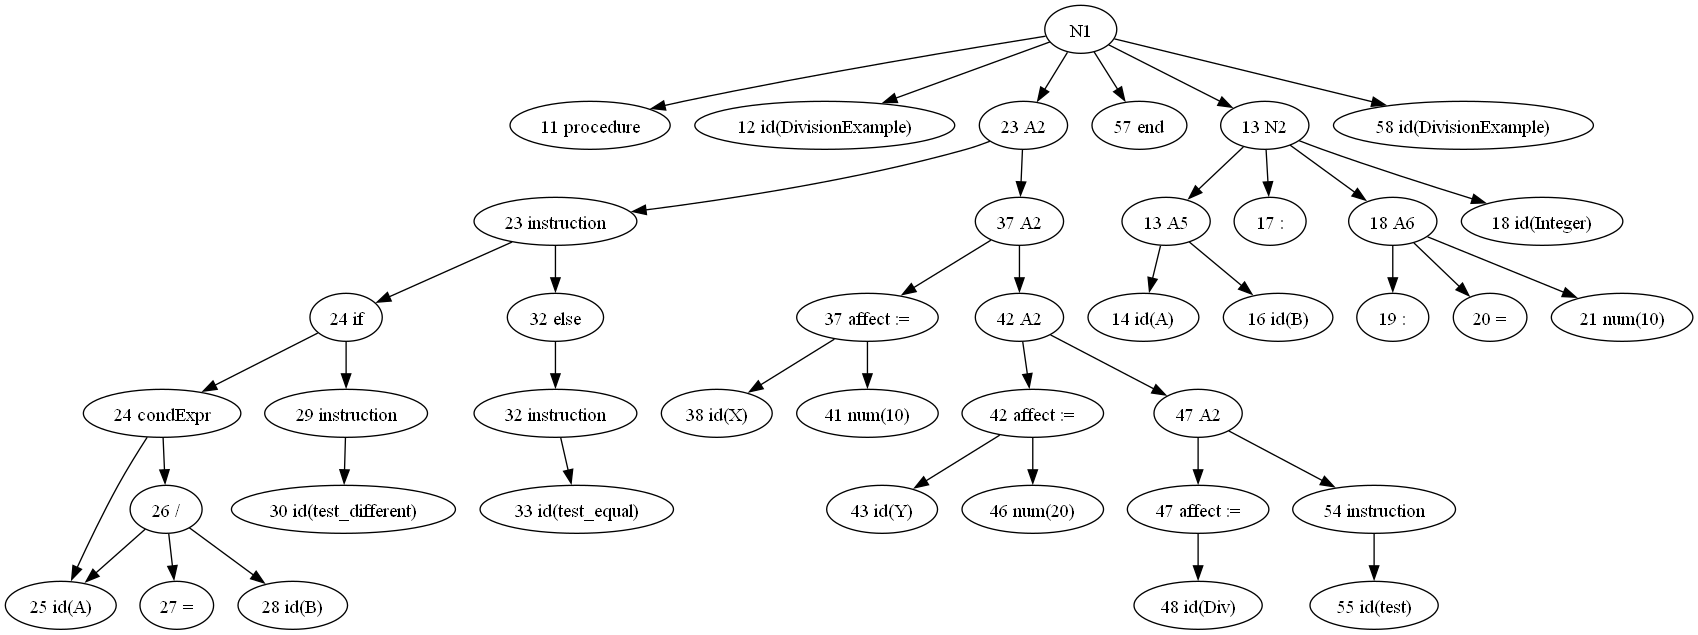 N1
11 procedure
12 id(DivisionExample)
23 A2
57 end
13 N2
58 id(DivisionExample)
23 instruction
37 A2
13 A5
17 :
18 A6
18 id(Integer)
24 if
32 else
37 affect :=
42 A2
14 id(A)
16 id(B)
19 :
20 =
21 num(10)
24 condExpr
29 instruction
32 instruction
38 id(X)
41 num(10)
42 affect :=
47 A2
26 /
30 id(test_different)
33 id(test_equal)
43 id(Y)
46 num(20)
47 affect :=
54 instruction
25 id(A)
27 =
28 id(B)
48 id(Div)
55 id(test)